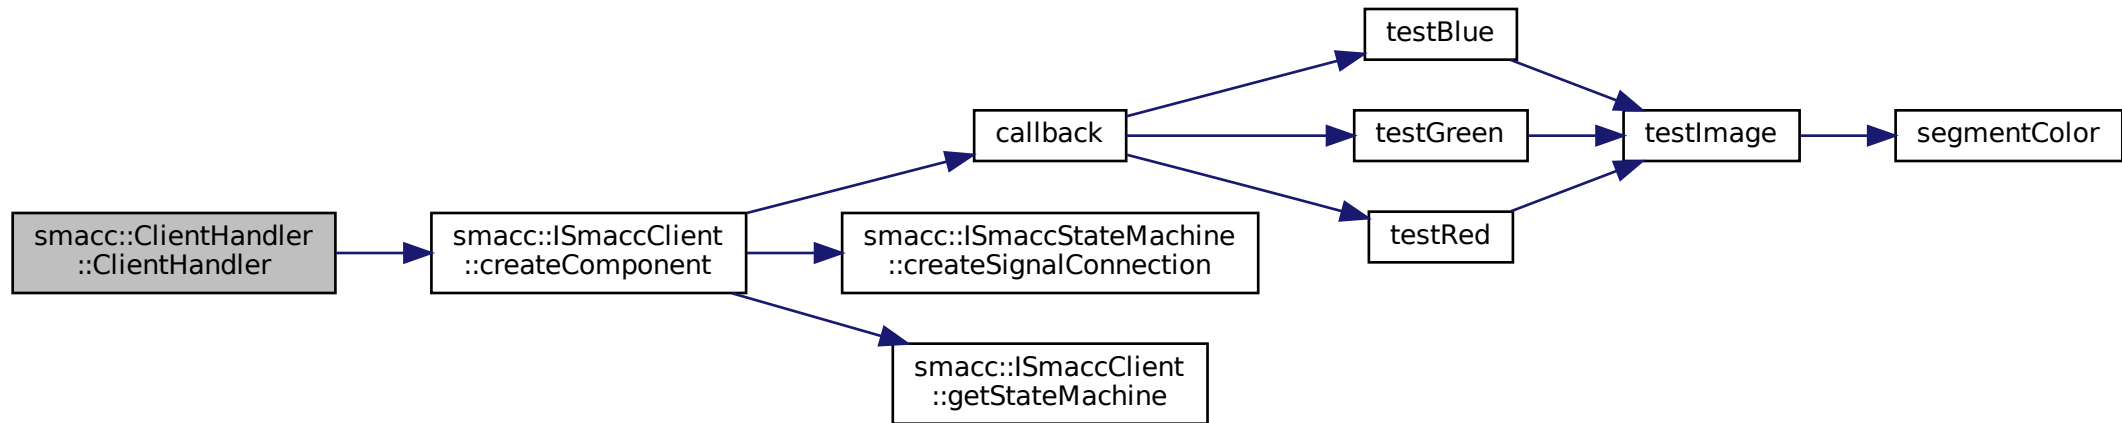 smacc::ClientHandler
::ClientHandler
smacc::ISmaccClient
::createComponent
callback
smacc::ISmaccStateMachine
::createSignalConnection
smacc::ISmaccClient
::getStateMachine
testBlue
testGreen
testRed
testImage
segmentColor